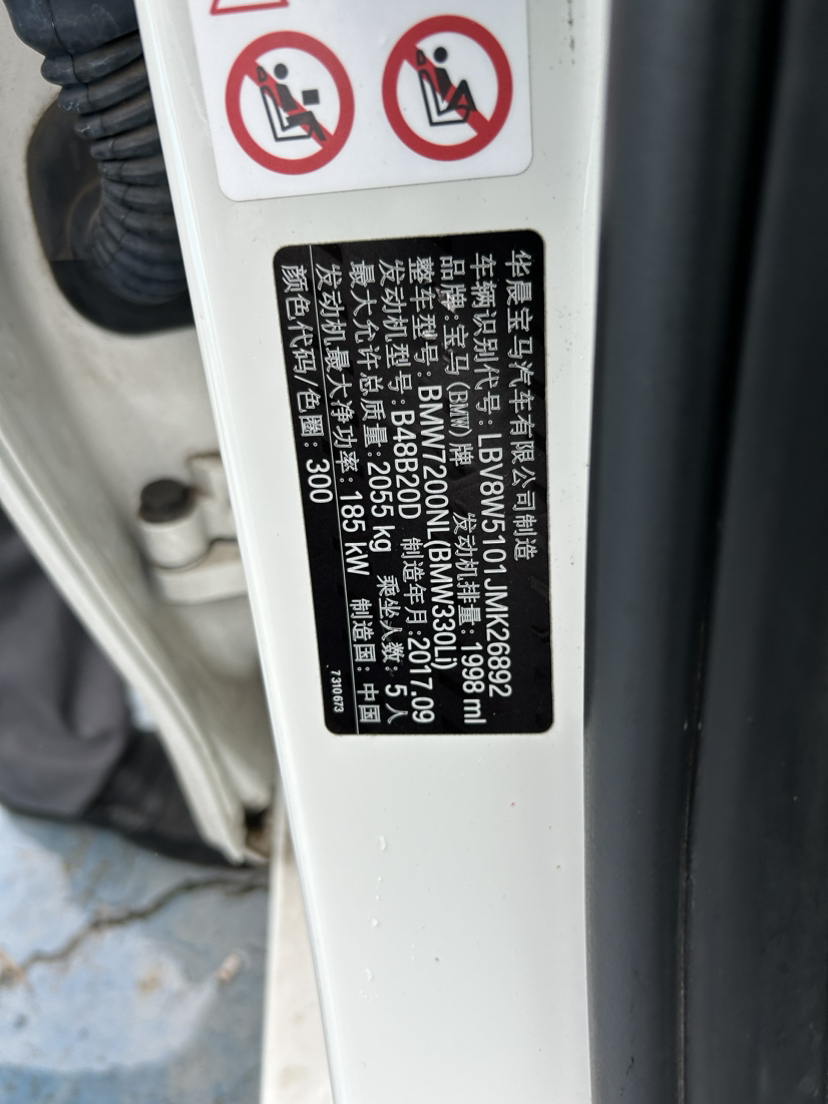 华晨宝马汽车有限公司制造
车辆识别代号：LBV8W5101JMK26892
品牌：宝马(BMW)牌 发动机排量：1998 ml
整车型号：BMW7200NL(BMW330Li)
发动机型号：B48B20D 制造年月：2017.09
最大允许总质量：2055 kg 乘坐人数：5人
发动机最大净功率：185 kW 制造国：中国
颜色代码/色圈：300
7310673